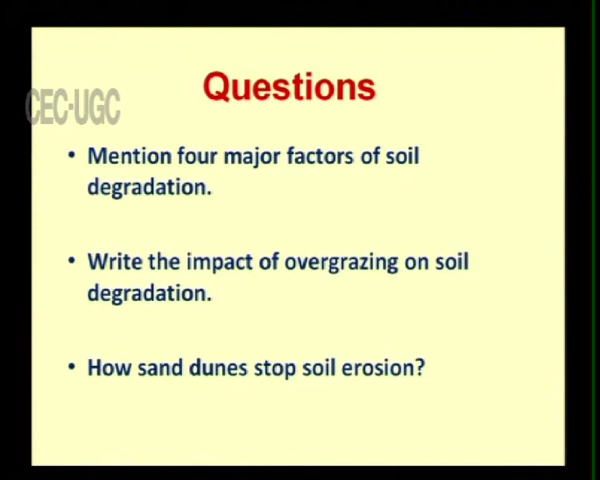 Questions
CEC-UGC
• Mention four major factors of soil
degradation.
• Write the impact of overgrazing on soil
degradation.
• How sand dunes stop soil erosion?